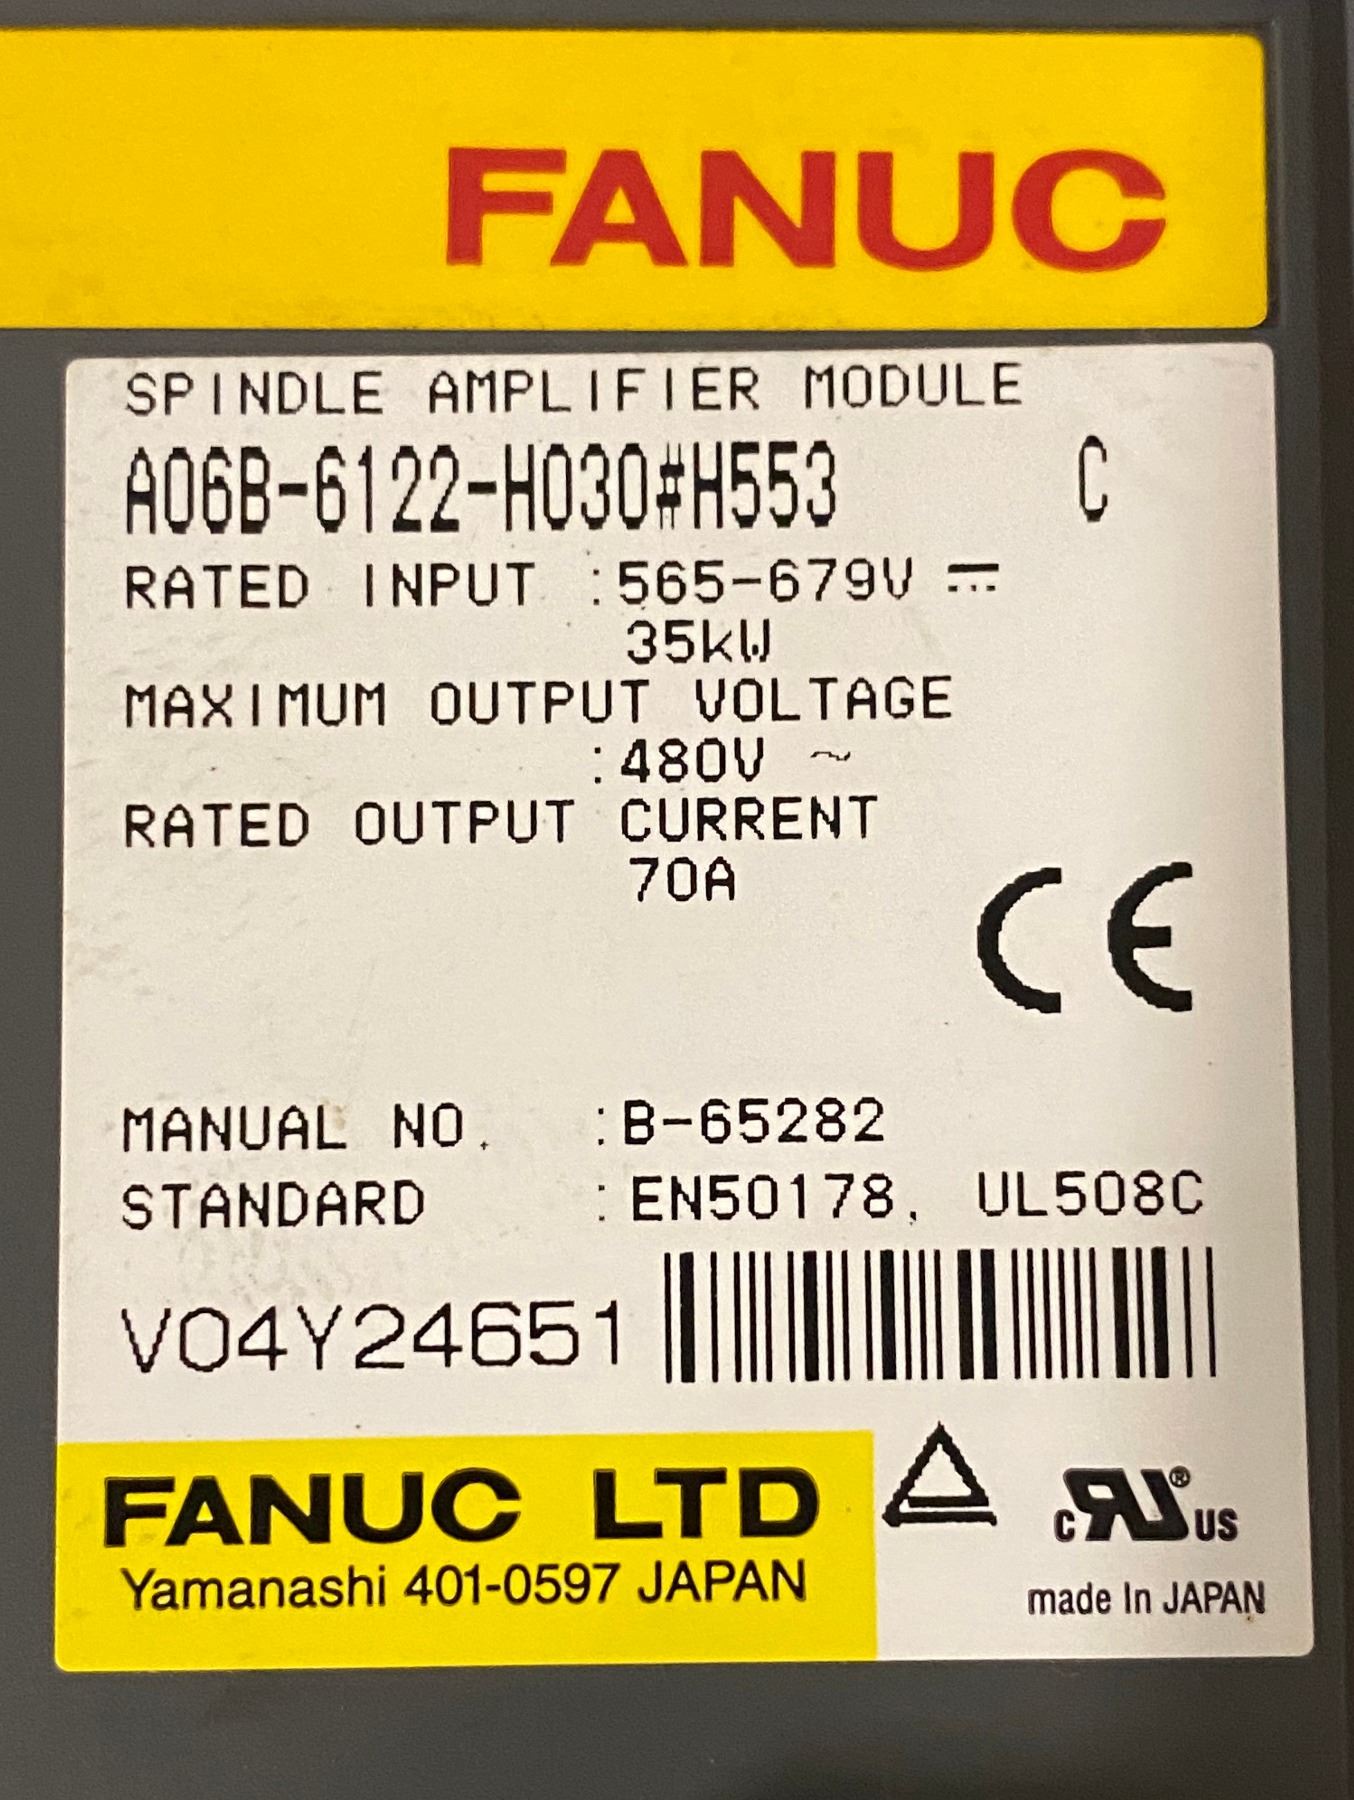 FANUC
SPINDLE AMPLIFIER MODULE
A06B-6122-H030#H553 C
RATED INPUT :565-679V ⎓
35kW
MAXIMUM OUTPUT VOLTAGE
:480V ~
RATED OUTPUT CURRENT
70A
CE
MANUAL NO. :B-65282
STANDARD :EN50178, UL508C
V04Y24651
FANUC LTD
Yamanashi 401-0597 JAPAN
c RU ® US
made In JAPAN